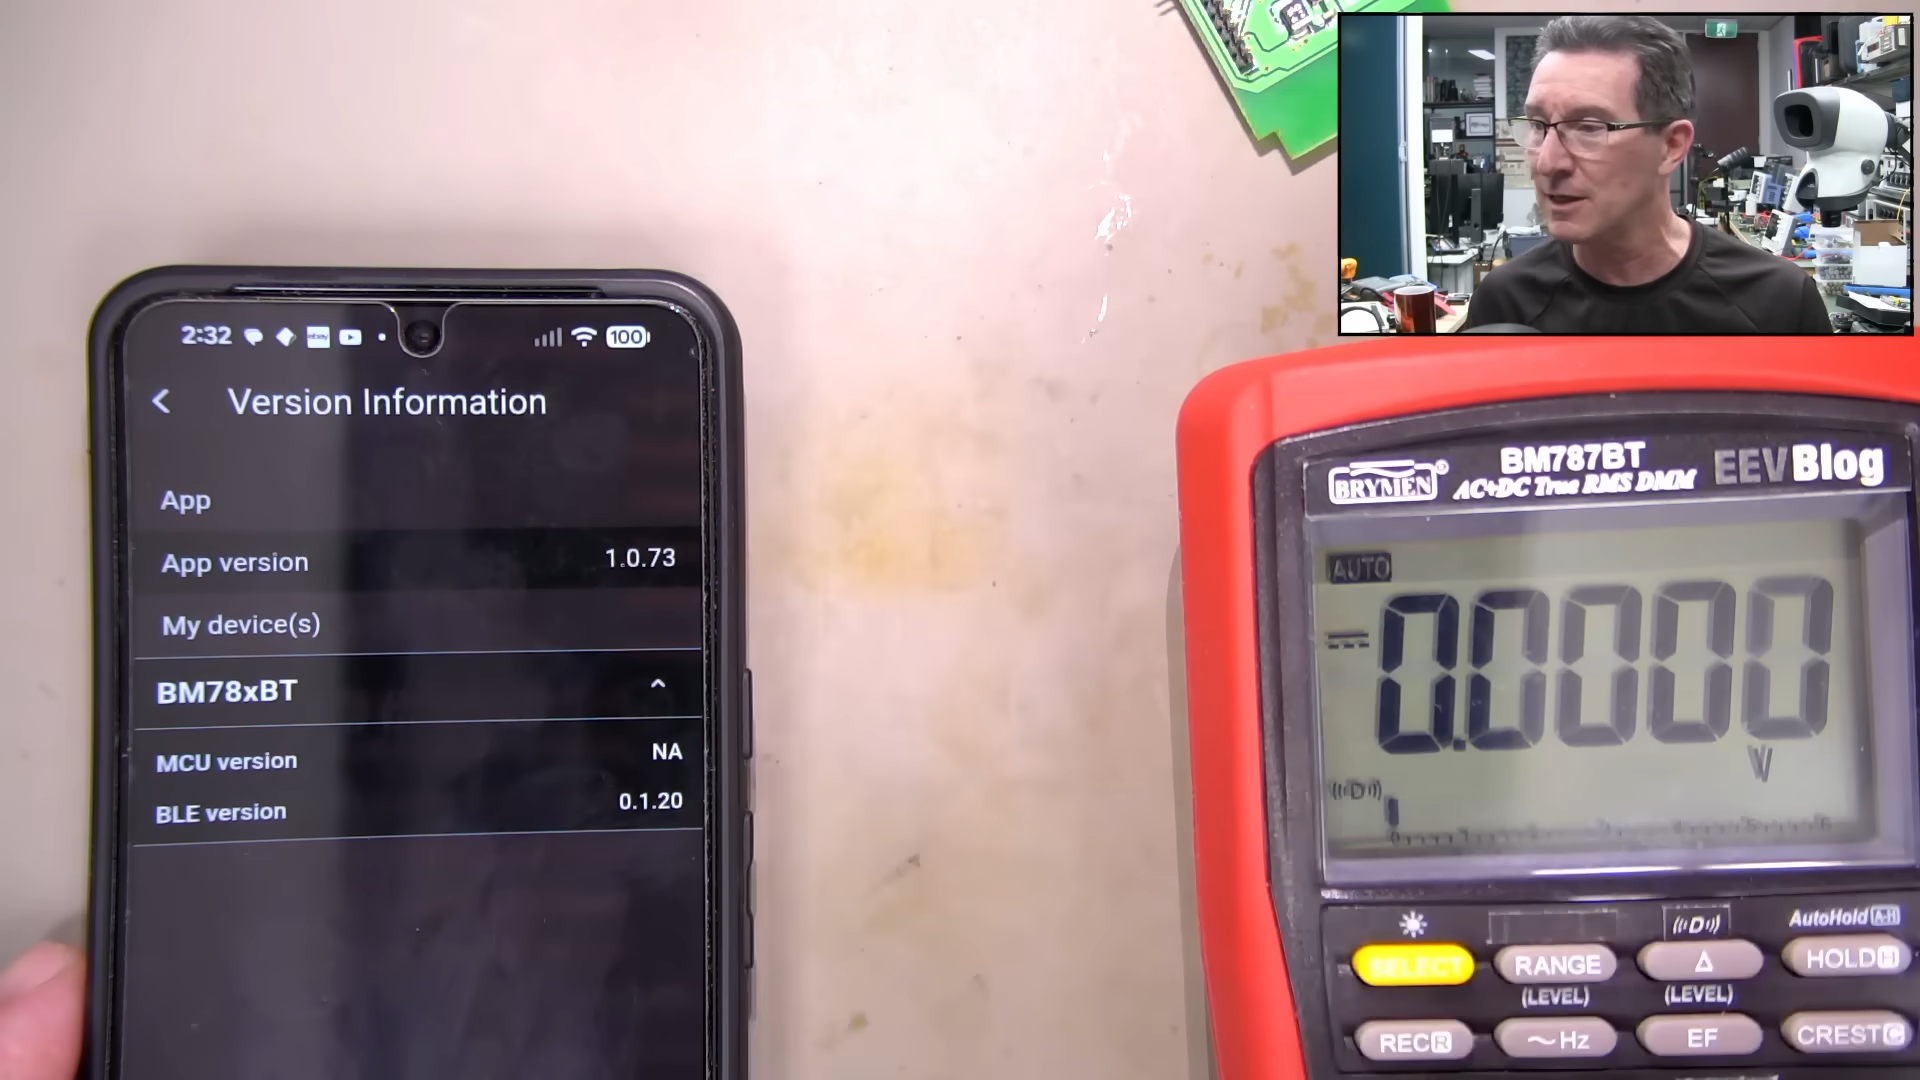 2:32
ebay
100
Version Information
App
App version 1.0.73
My device(s)
BM78xBT
MCU version NA
BLE version 0.1.20
BRYMEN®
BM787BT
AC+DC True RMS DMM
EEVBlog
AUTO
0.0000
V
((D))
((D))
AutoHold A-H
SELECT
RANGE
Δ
HOLD H
(LEVEL)
(LEVEL)
REC R
~Hz
EF
CREST C